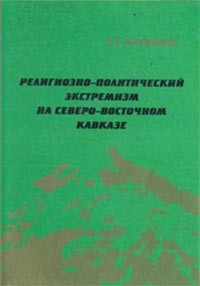 РЕЛИГИОЗНО-ПОЛИТИЧЕСКИЙ
ЭКСТРЕМИЗМ
НА СЕВЕРО-ВОСТОЧНОМ
КАВКАЗЕ